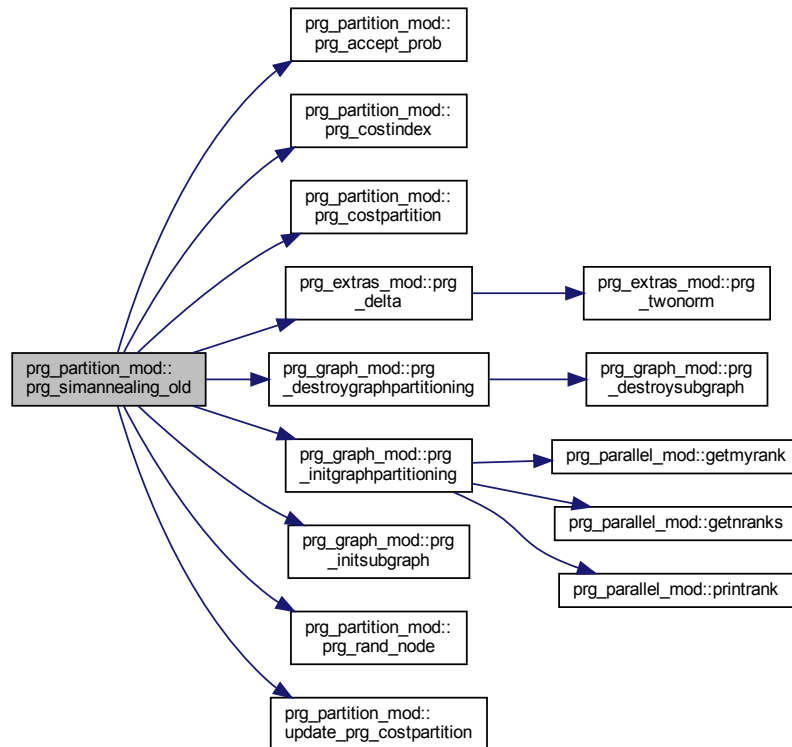 prg_partition_mod::
prg_accept_prob
prg_partition_mod::
prg_costindex
prg_partition_mod::
prg_costpartition
prg_extras_mod::prg
_delta
prg_extras_mod::prg
_twonorm
prg_partition_mod::
prg_simannealing_old
prg_graph_mod::prg
_destroygraphpartitioning
prg_graph_mod::prg
_destroysubgraph
prg_graph_mod::prg
_initgraphpartitioning
prg_parallel_mod::getmyrank
prg_parallel_mod::getnranks
prg_parallel_mod::printrank
prg_graph_mod::prg
_initsubgraph
prg_partition_mod::
prg_rand_node
prg_partition_mod::
update_prg_costpartition